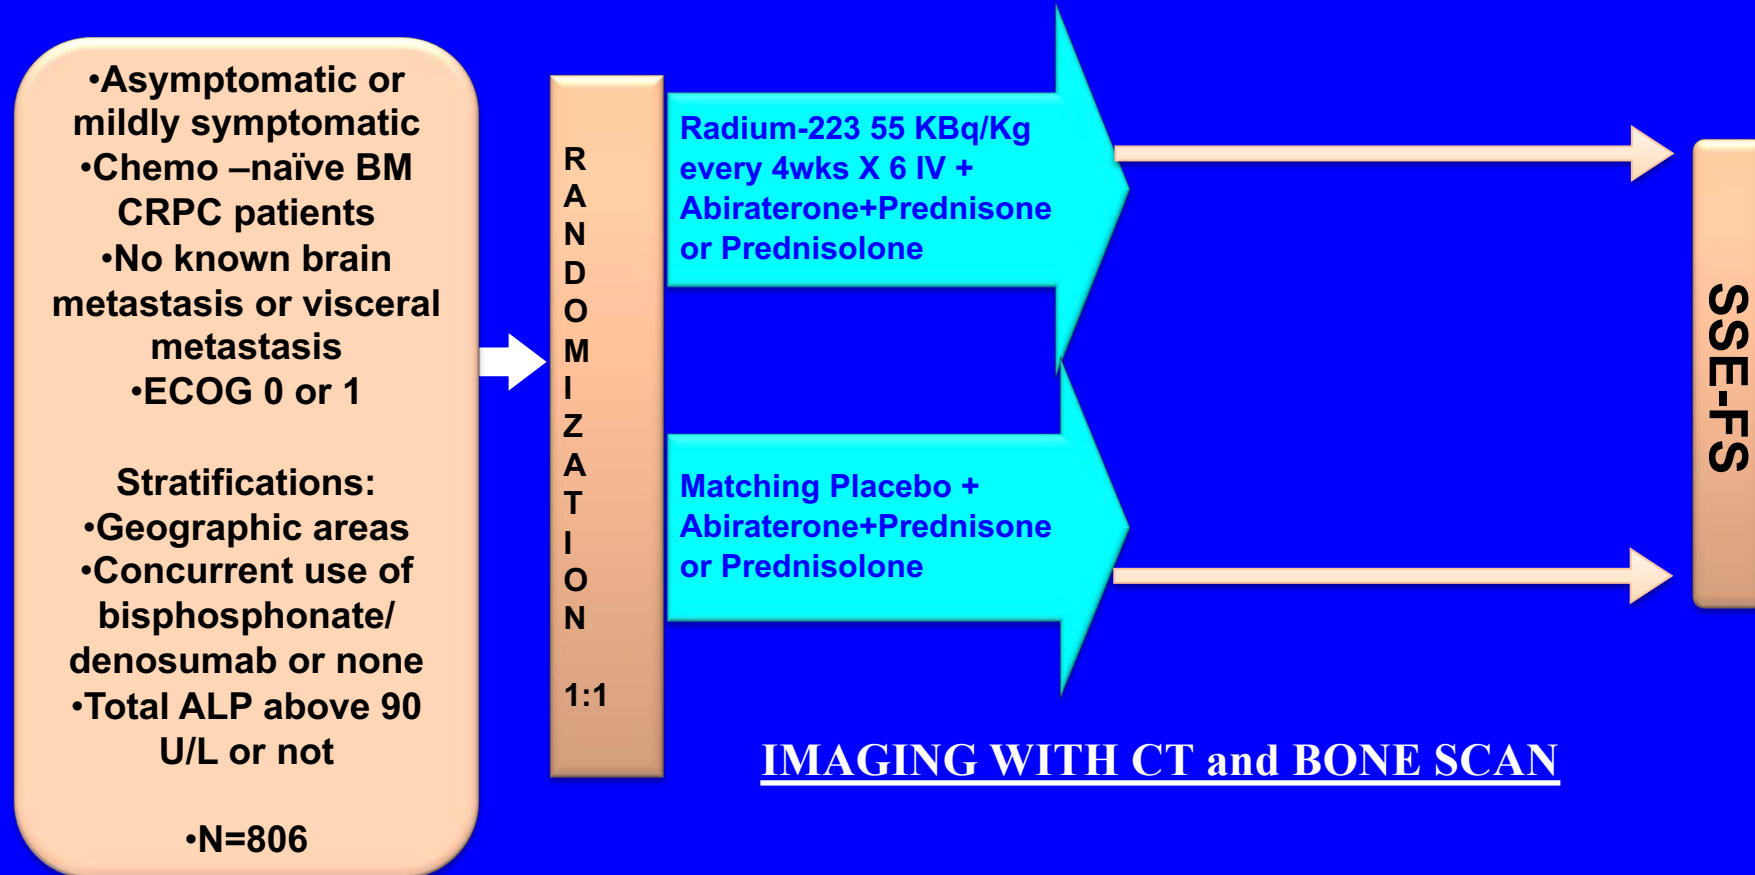 •Asymptomatic or
mildly symptomatic
•Chemo –naïve BM
CRPC patients
•No known brain
metastasis or visceral
metastasis
•ECOG 0 or 1
Stratifications:
•Geographic areas
•Concurrent use of
bisphosphonate/
denosumab or none
•Total ALP above 90
U/L or not
•N=806
RANDOMIZATION
1:1
Radium-223 55 KBq/Kg
every 4wks X 6 IV +
Abiraterone+Prednisone
or Prednisolone
Matching Placebo +
Abiraterone+Prednisone
or Prednisolone
SSE-FS
IMAGING WITH CT and BONE SCAN